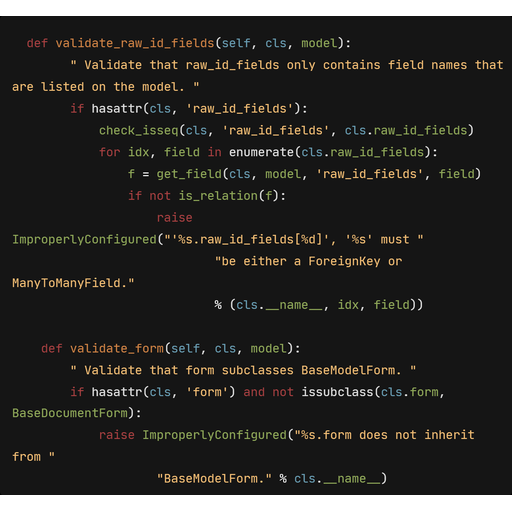 def validate_raw_id_fields(self, cls, model):
" Validate that raw_id_fields only contains field names that
are listed on the model. "
if hasattr(cls, 'raw_id_fields'):
check_isseq(cls, 'raw_id_fields', cls.raw_id_fields)
for idx, field in enumerate(cls.raw_id_fields):
f = get_field(cls, model, 'raw_id_fields', field)
if not is_relation(f):
raise
ImproperlyConfigured("'%s.raw_id_fields[%d]', '%s' must "
"be either a ForeignKey or
ManyToManyField."
% (cls.__name__, idx, field))
def validate_form(self, cls, model):
" Validate that form subclasses BaseModelForm. "
if hasattr(cls, 'form') and not issubclass(cls.form,
BaseDocumentForm):
raise ImproperlyConfigured("%s.form does not inherit
from "
"BaseModelForm." % cls.__name__)